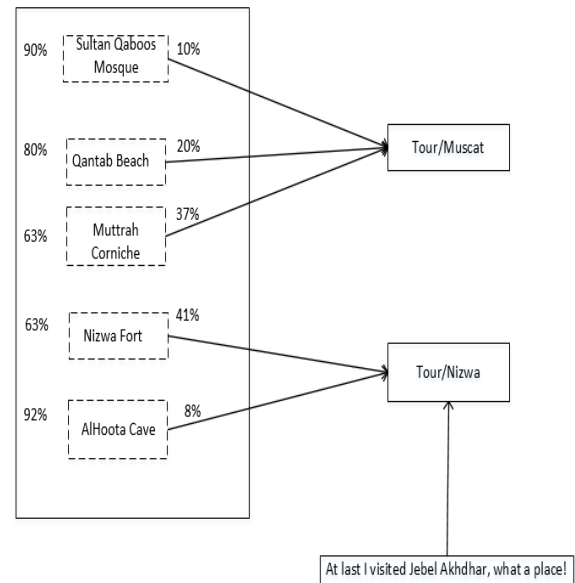 90%
Sultan Qaboos
Mosque
10%
80%
Qantab Beach
20%
Tour/Muscat
63%
Muttrah
Corniche
37%
63%
Nizwa Fort
41%
Tour/Nizwa
92%
AlHoota Cave
8%
At last I visited Jebel Akhdhar, what a place!